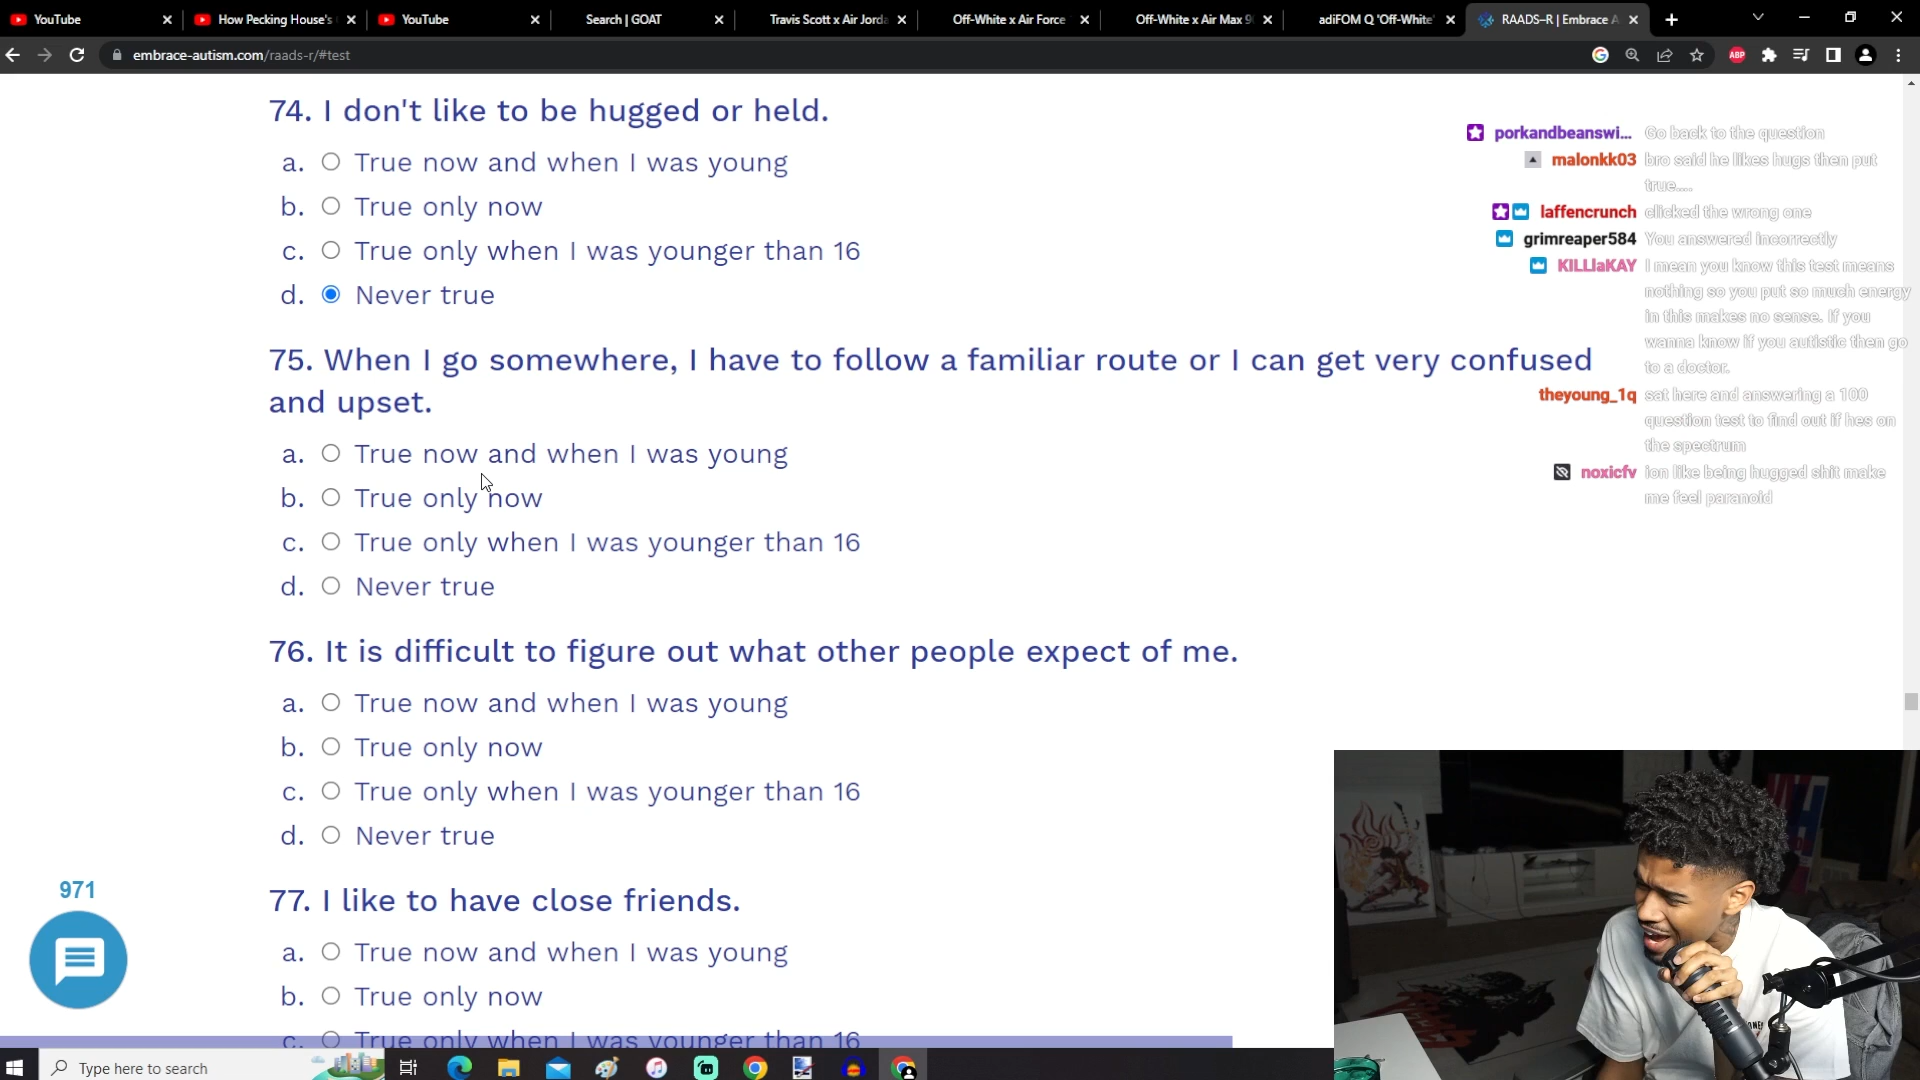 YouTube
How Pecking House's
YouTube
Search | GOAT
Travis Scott x Air Jorda
Off-White x Air Force
Off-White x Air Max 9
adiFOM Q 'Off-White'
RAADS–R | Embrace A
embrace-autism.com/raads-r/#test
ABP
74. I don't like to be hugged or held.
a. True now and when I was young
b. True only now
c. True only when I was younger than 16
d. Never true
75. When I go somewhere, I have to follow a familiar route or I can get very confused
and upset.
a. True now and when I was young
b. True only now
c. True only when I was younger than 16
d. Never true
76. It is difficult to figure out what other people expect of me.
a. True now and when I was young
b. True only now
c. True only when I was younger than 16
d. Never true
77. I like to have close friends.
a. True now and when I was young
b. True only now
c. True only when I was younger than 16
porkandbeanswi... Go back to the question
malonkk03 bro said he likes hugs then put
true....
laffencrunch clicked the wrong one
grimreaper584 You answered incorrectly
KILLlaKAY I mean you know this test means
nothing so you put so much energy
in this makes no sense. If you
wanna know if you autistic then go
to a doctor.
theyoung_1q sat here and answering a 100
question test to find out if hes on
the spectrum
noxicfv ion like being hugged shit make
me feel paranoid
971
Type here to search